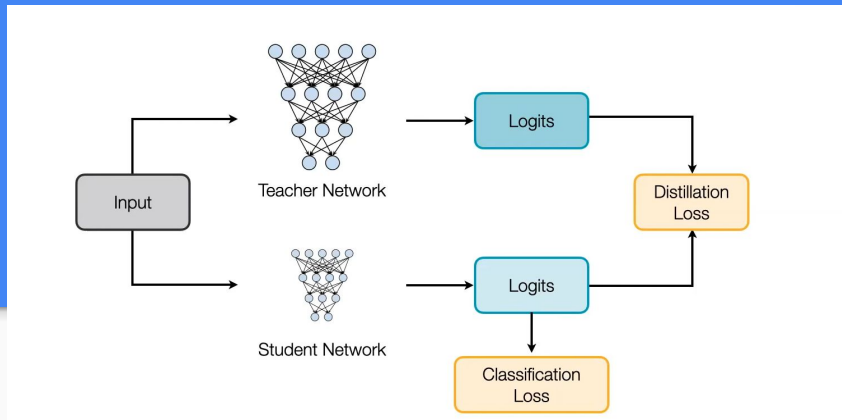 Logits
Teacher Network
Input
Distillation
Loss
Logits
Student Network
Classification
Loss